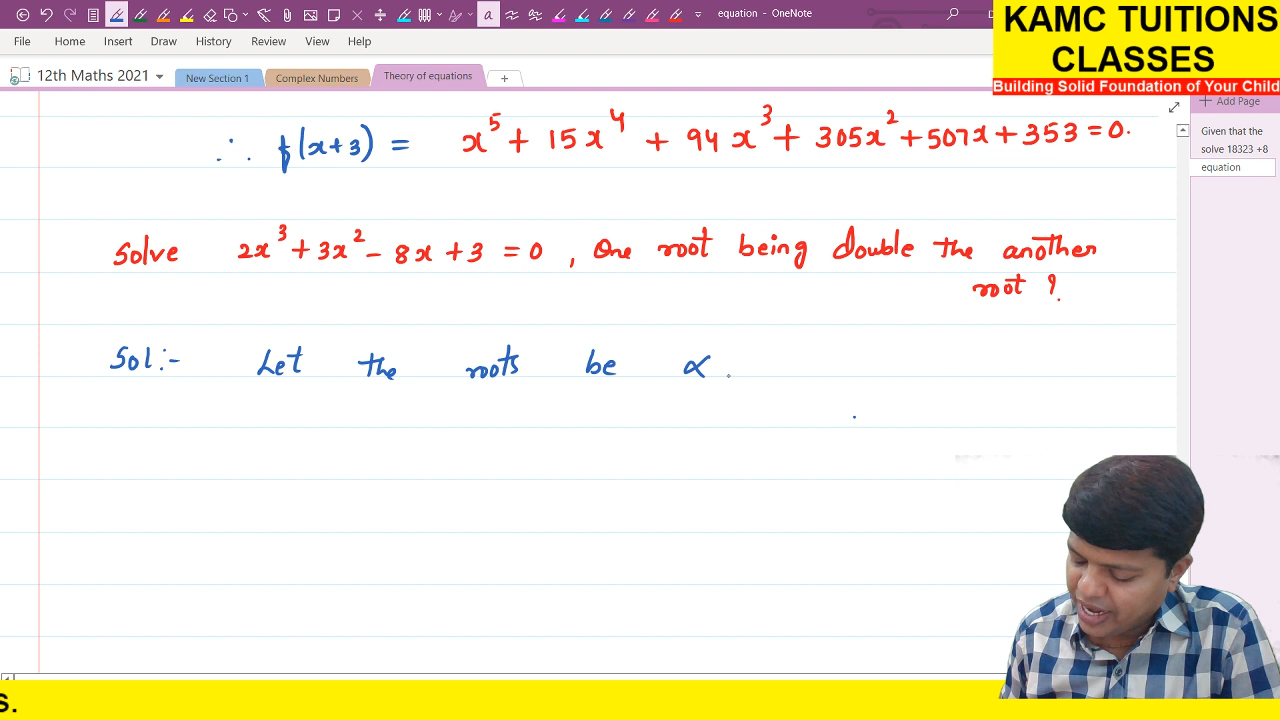 equation - OneNote
KAMC TUITIONS
CLASSES
Building Solid Foundation of Your Child
File Home Insert Draw History Review View Help
12th Maths 2021 New Section 1 Complex Numbers Theory of equations +
+ Add Page
Given that the
solve 18323 +8
equation
∴ f(x+3) = x⁵ + 15x⁴ + 94x³ + 305x² + 507x + 353 = 0.
Solve 2x³ + 3x² - 8x + 3 = 0, One root being double the another
root ?
Sol:- Let the roots be α
S.